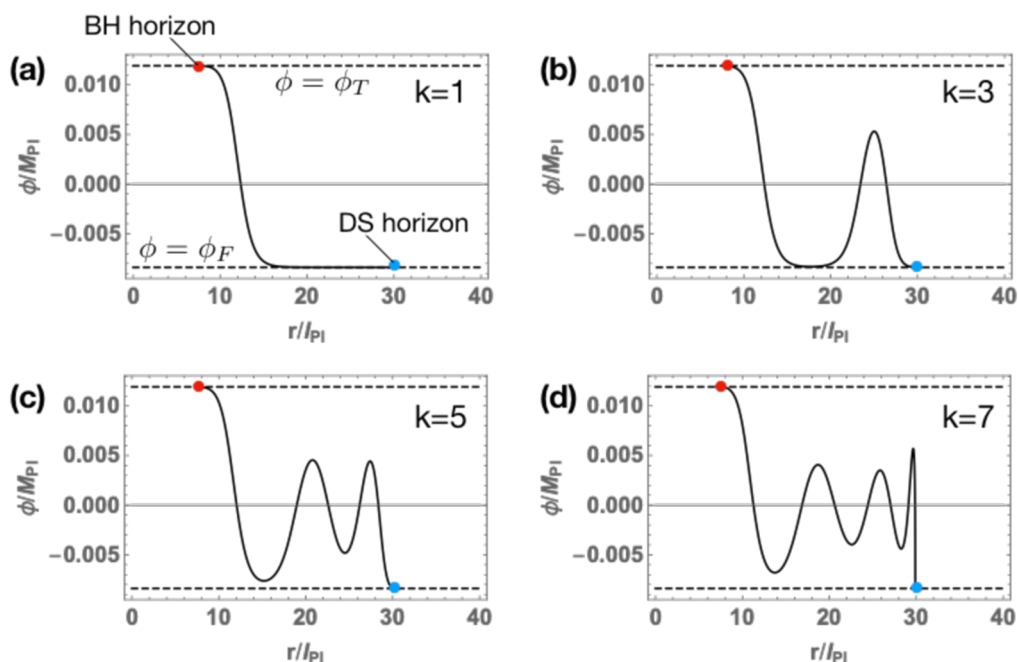 BH horizon
(a)
0.010
0.005
0.000
−0.005
ϕ/M_Pl
ϕ = ϕ_T
k=1
DS horizon
ϕ = ϕ_F
0 10 20 30 40
r/l_Pl
(b)
0.010
0.005
0.000
−0.005
ϕ/M_Pl
k=3
0 10 20 30 40
r/l_Pl
(c)
0.010
0.005
0.000
−0.005
ϕ/M_Pl
k=5
0 10 20 30 40
r/l_Pl
(d)
0.010
0.005
0.000
−0.005
ϕ/M_Pl
k=7
0 10 20 30 40
r/l_Pl